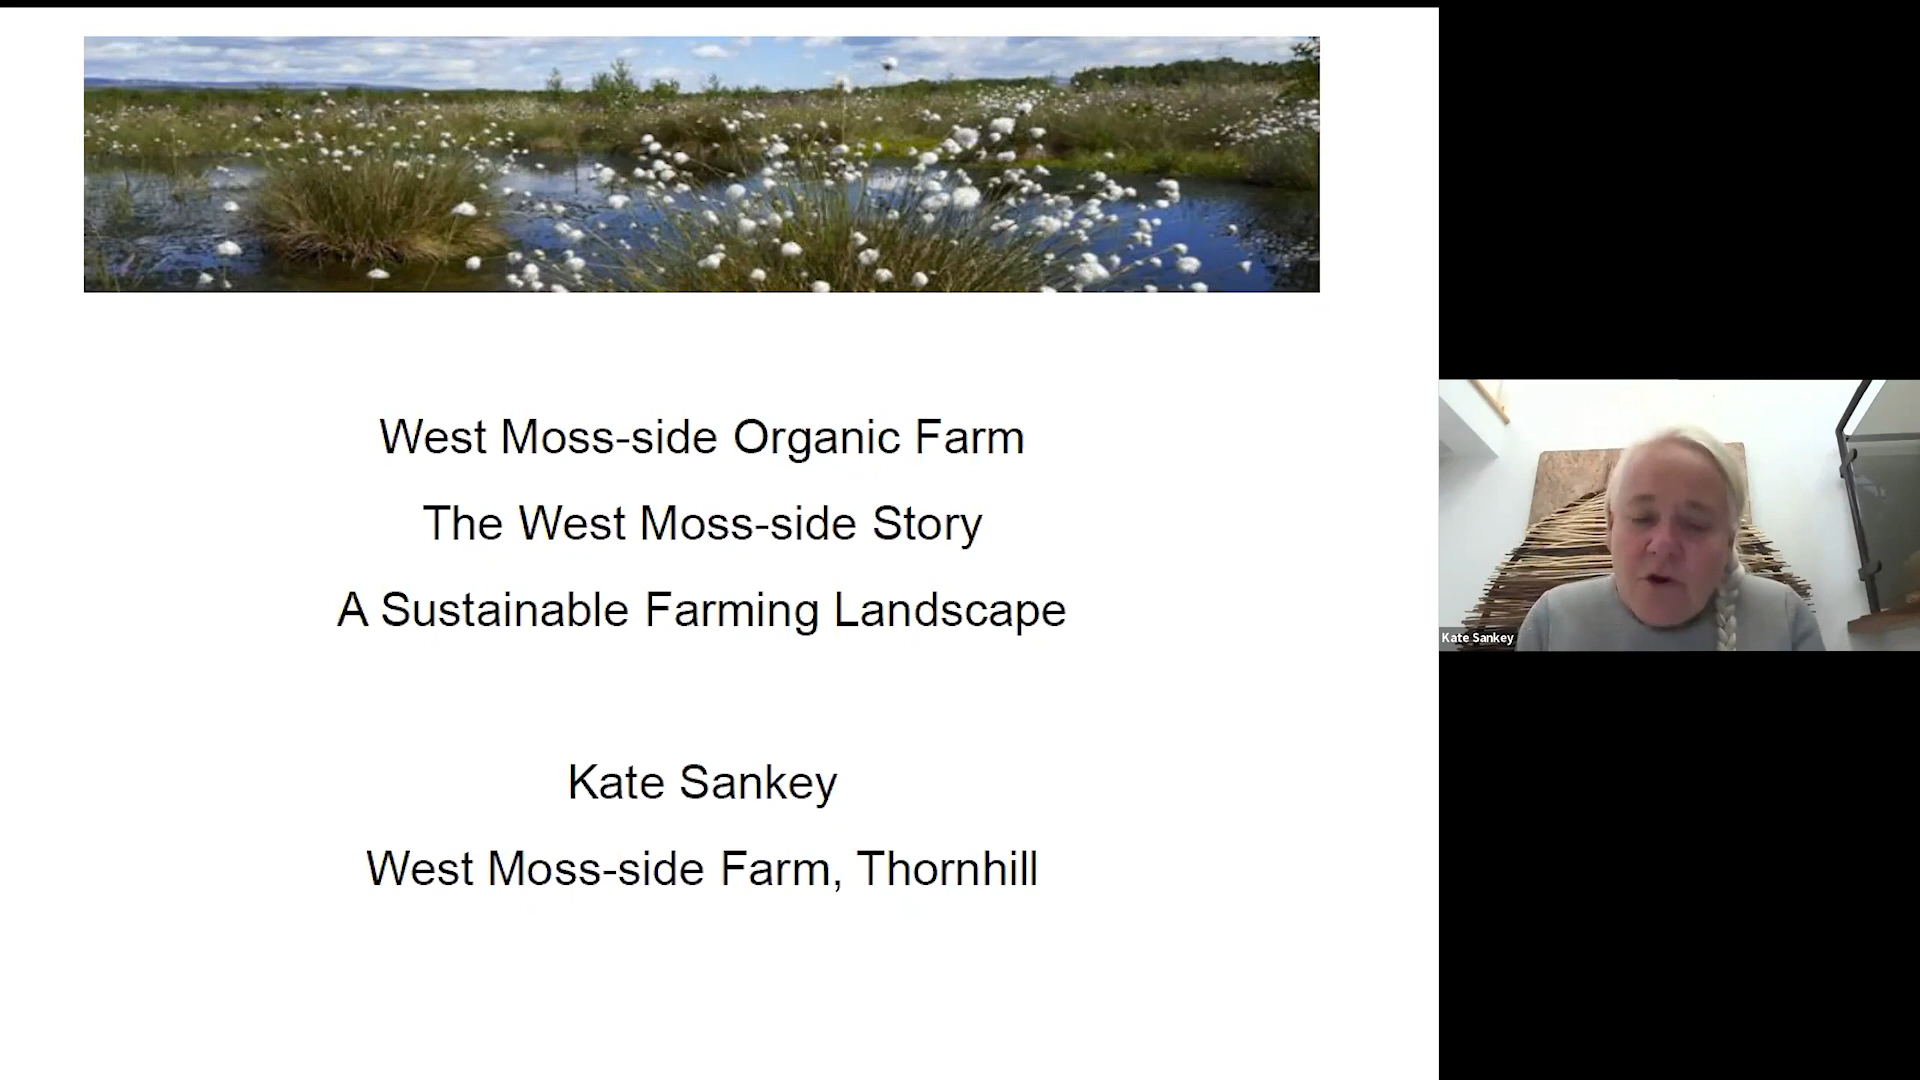 West Moss-side Organic Farm
The West Moss-side Story
A Sustainable Farming Landscape
Kate Sankey
West Moss-side Farm, Thornhill
Kate Sankey